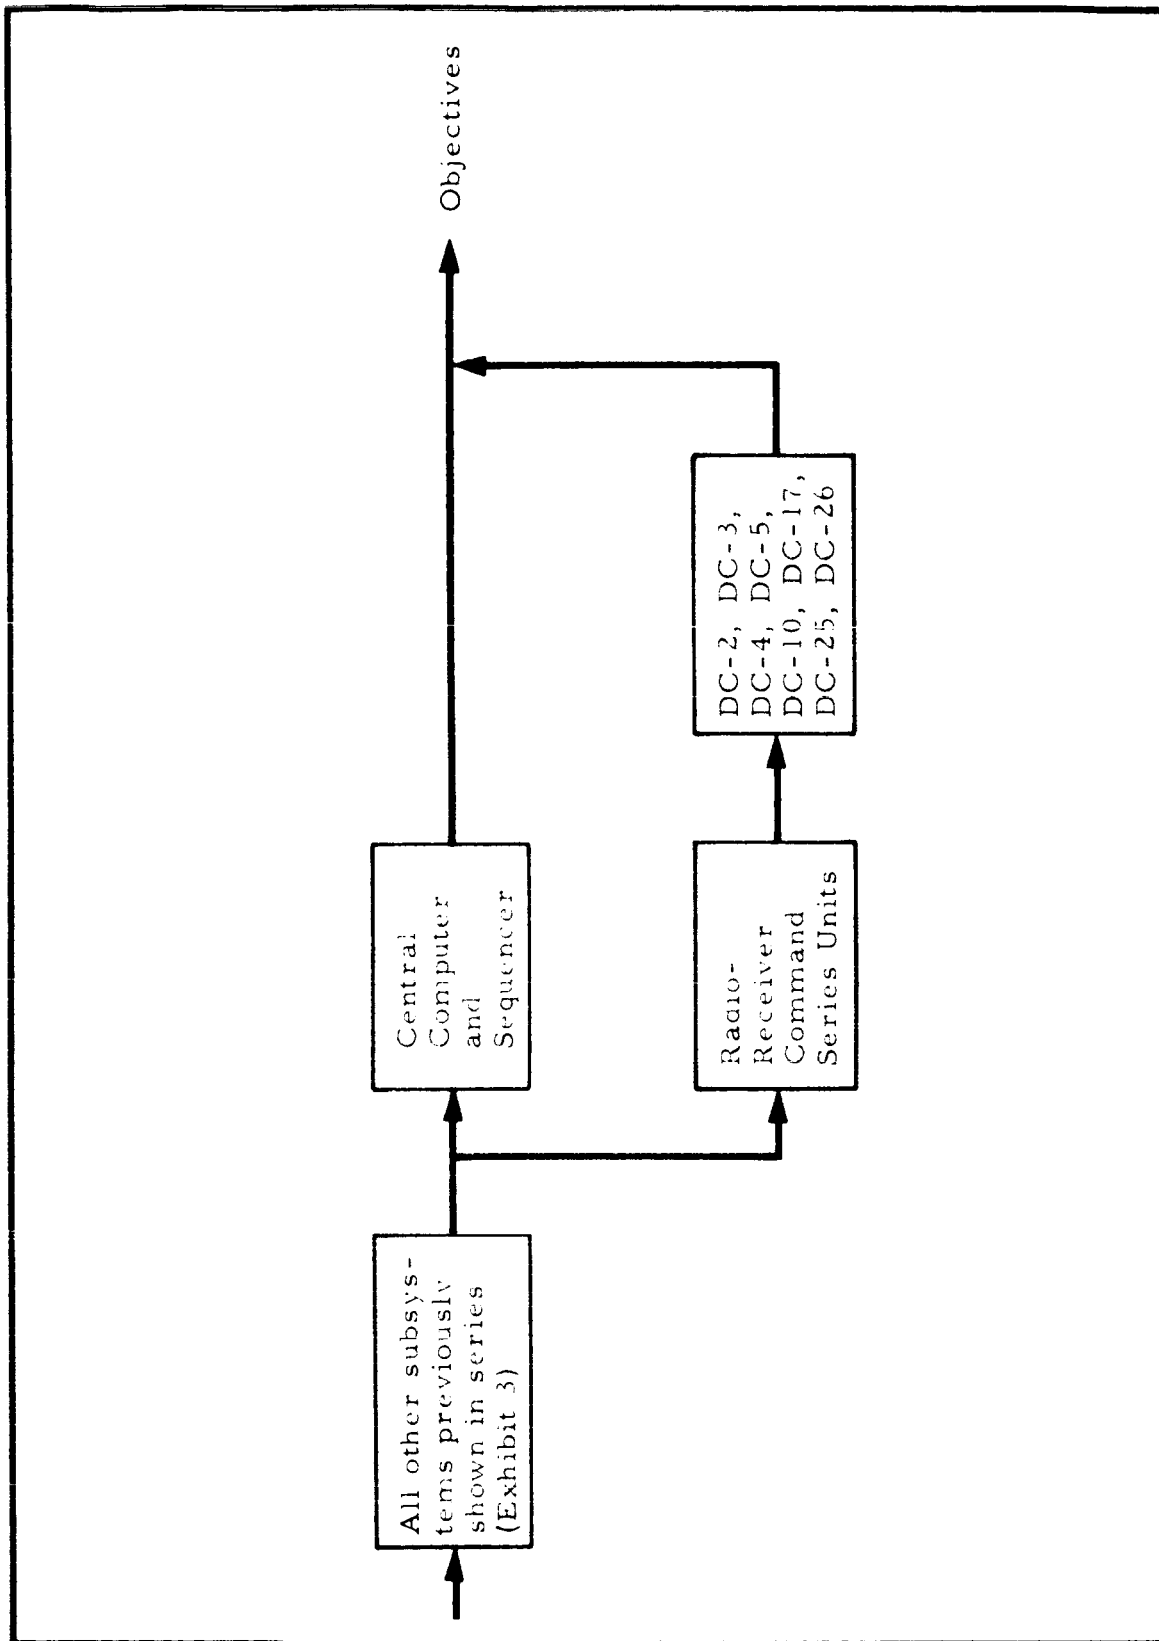 All other subsys-
tems previously
shown in series
(Exhibit 3)
Central
Computer
and
Sequencer
Radio-
Receiver
Command
Series Units
DC-2, DC-3,
DC-4, DC-5,
DC-10, DC-17,
DC-25, DC-26
Objectives